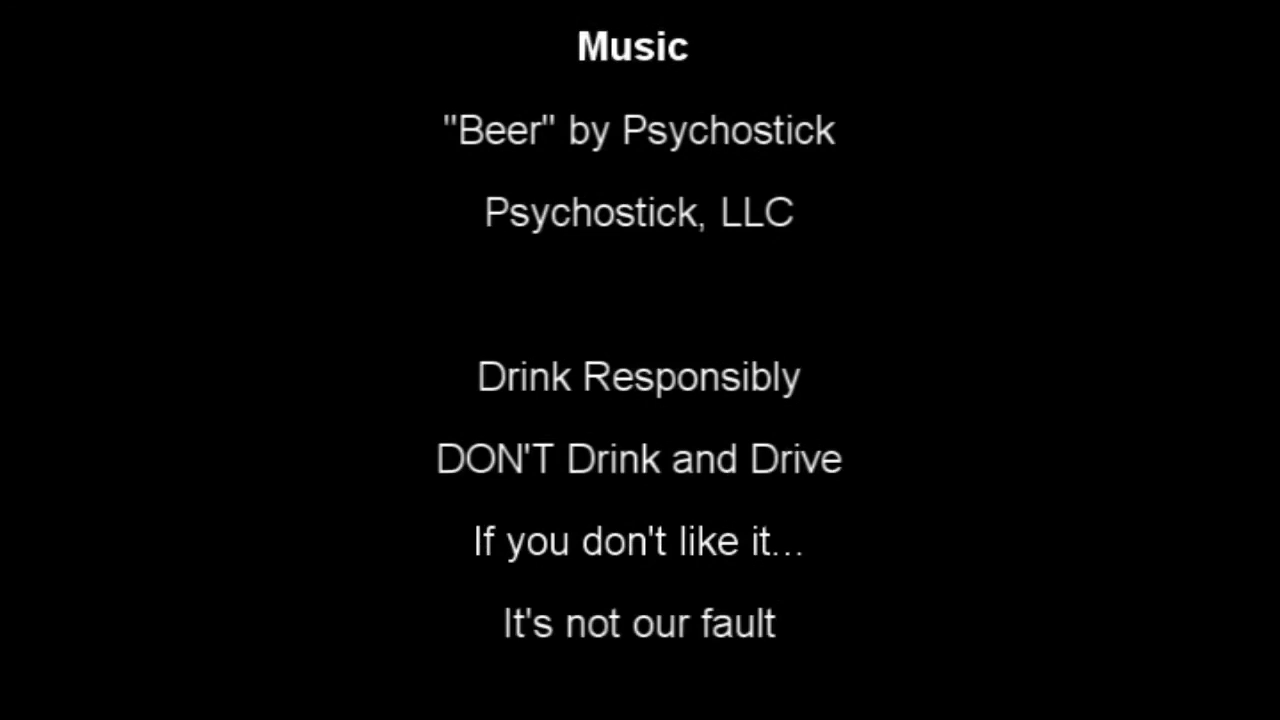 Music
"Beer" by Psychostick
Psychostick, LLC
Drink Responsibly
DON'T Drink and Drive
If you don't like it...
It's not our fault